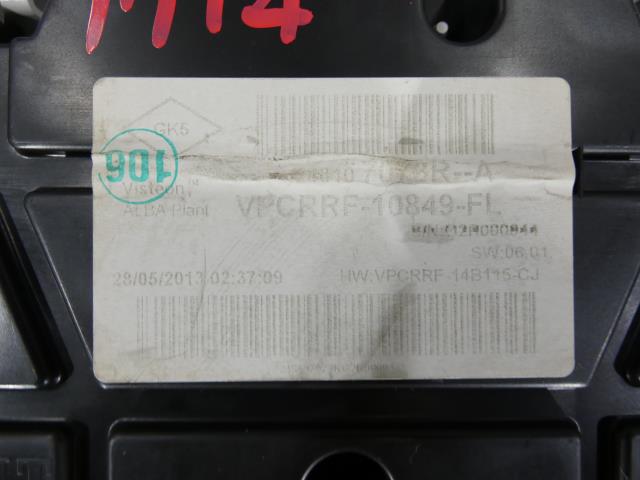 M14
GK5
106
Visteon
ALBA Plant
VPCRRF-10849-FL
SW:06.01
28/05/2013 02:37:09
HW:VPCRRF-14B115-CJ